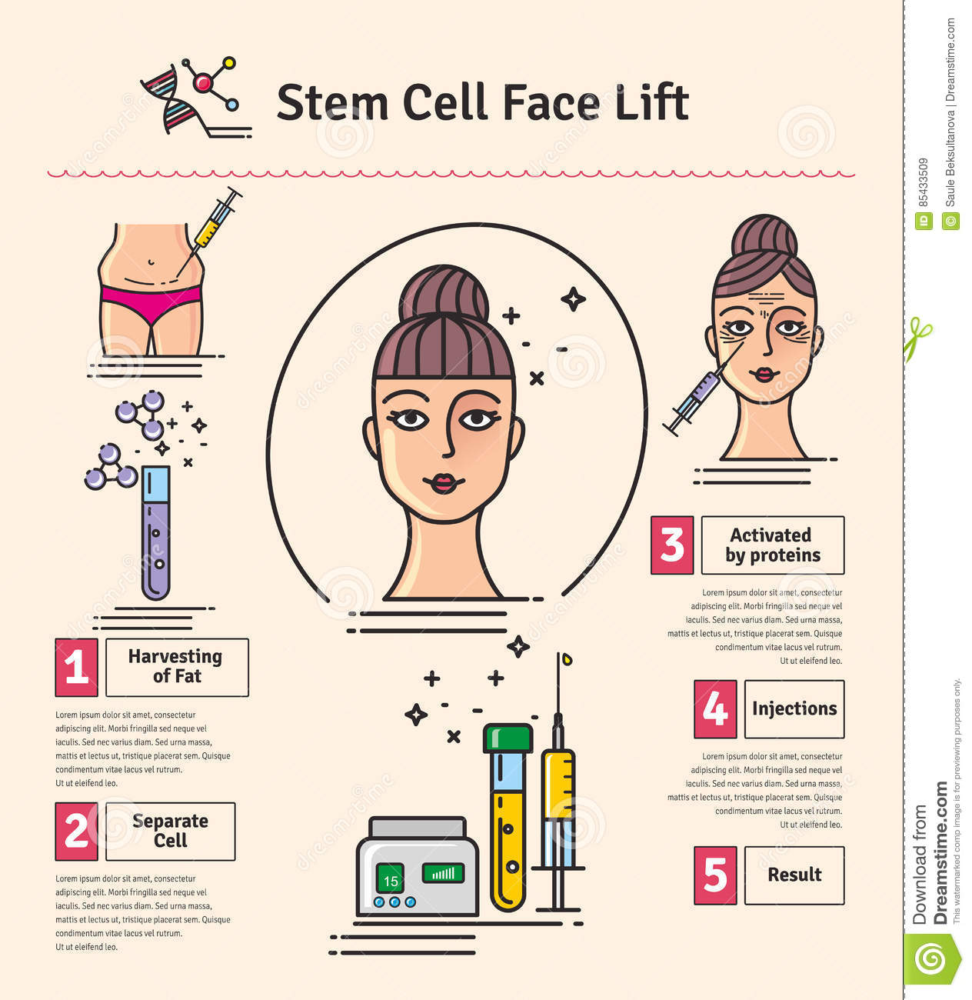 Stem Cell Face Lift
1
Harvesting
of Fat
Lorem ipsum dolor sit amet, consectetur
adipiscing elit. Morbi fringilla sed neque vel
iaculis. Sed nec varius diam. Sed urna massa,
mattis et lectus ut, tristique placerat sem. Quisque
condimentum vitae lacus vel rutrum.
Ut ut eleifend leo.
2
Separate
Cell
Lorem ipsum dolor sit amet, consectetur
adipiscing elit. Morbi fringilla sed neque vel
iaculis. Sed nec varius diam. Sed urna massa,
mattis et lectus ut, tristique placerat sem. Quisque
condimentum vitae lacus vel rutrum.
Ut ut eleifend leo.
15
3
Activated
by proteins
Lorem ipsum dolor sit amet, consectetur
adipiscing elit. Morbi fringilla sed neque vel
iaculis. Sed nec varius diam. Sed urna massa,
mattis et lectus ut, tristique placerat sem. Quisque
condimentum vitae lacus vel rutrum.
Ut ut eleifend leo.
4
Injections
Lorem ipsum dolor sit amet, consectetur
adipiscing elit. Morbi fringilla sed neque vel
iaculis. Sed nec varius diam. Sed urna massa,
mattis et lectus ut, tristique placerat sem. Quisque
condimentum vitae lacus vel rutrum.
Ut ut eleifend leo.
5
Result
dreamstime
dreamstime
dreamstime
dreamstime
dreamstime
dreamstime
dreamstime
dreamstime
ID 85433509
© Saule Beksultanova | Dreamstime.com
Download from
Dreamstime.com
This watermarked comp image is for previewing purposes only.